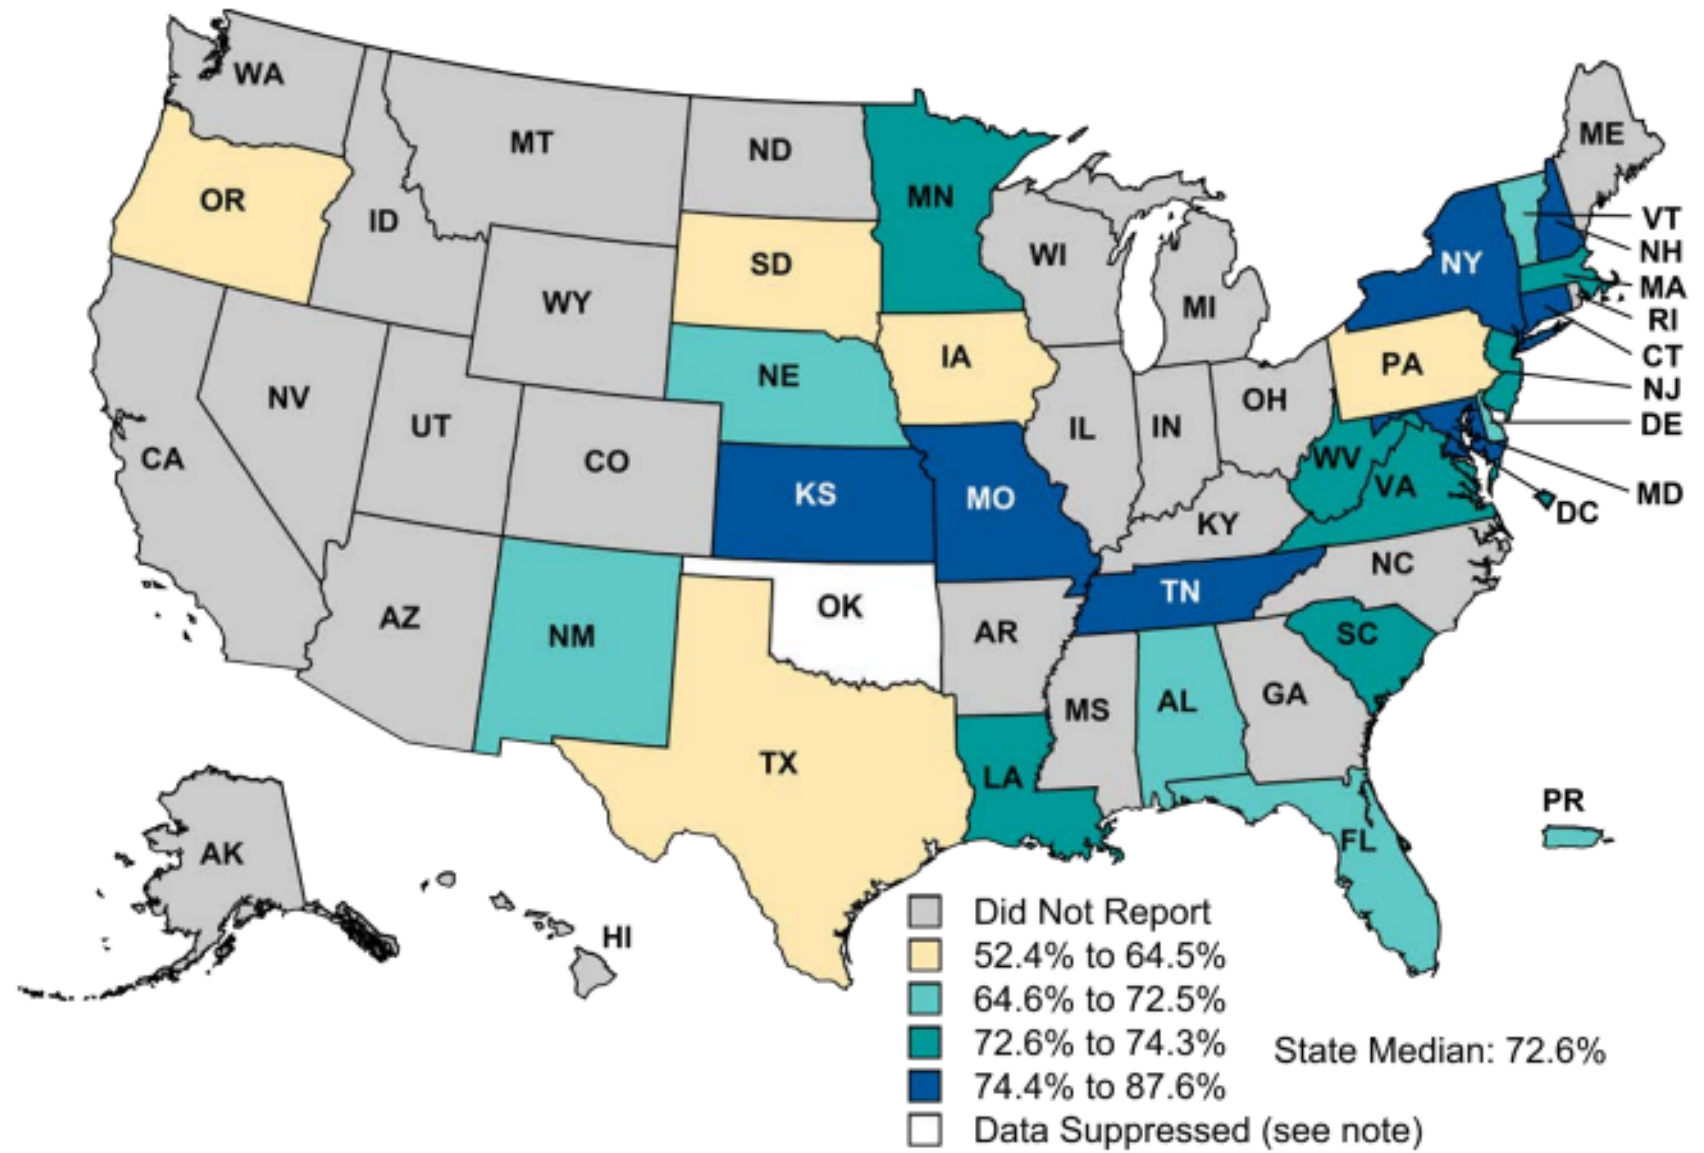 WA
MT
ND
MN
ME
OR
ID
SD
WI
MI
NY
VT
NH
MA
RI
CT
NJ
DE
MD
DC
WY
NE
IA
PA
NV
UT
CO
KS
MO
IL
IN
OH
WV
VA
KY
CA
AZ
NM
OK
AR
TN
NC
SC
TX
LA
MS
AL
GA
FL
PR
AK
HI
Did Not Report
52.4% to 64.5%
64.6% to 72.5%
72.6% to 74.3%
State Median: 72.6%
74.4% to 87.6%
Data Suppressed (see note)